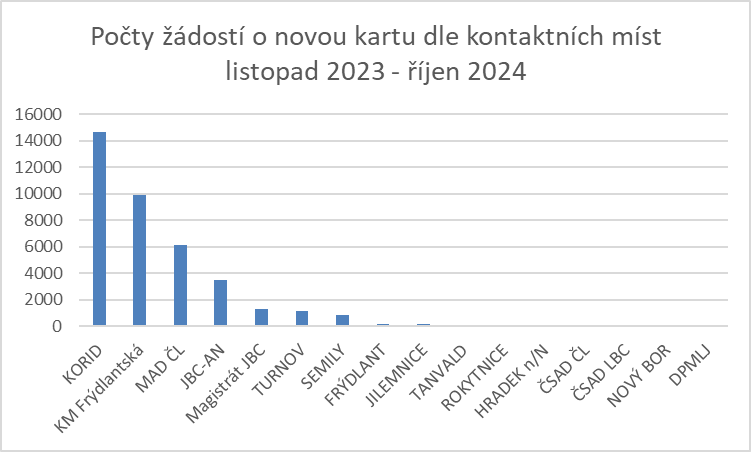 Počty žádostí o novou kartu dle kontaktních míst
listopad 2023 - říjen 2024
16000
14000
12000
10000
8000
6000
4000
2000
0
KORID
KM Frýdlantská
MAD ČL
JBC-AN
Magistrát JBC
TURNOV
SEMILY
FRÝDLANT
JILEMNICE
TANVALD
ROKYTNICE
HRADEK n/N
ČSAD ČL
ČSAD LBC
NOVÝ BOR
DPMLJ